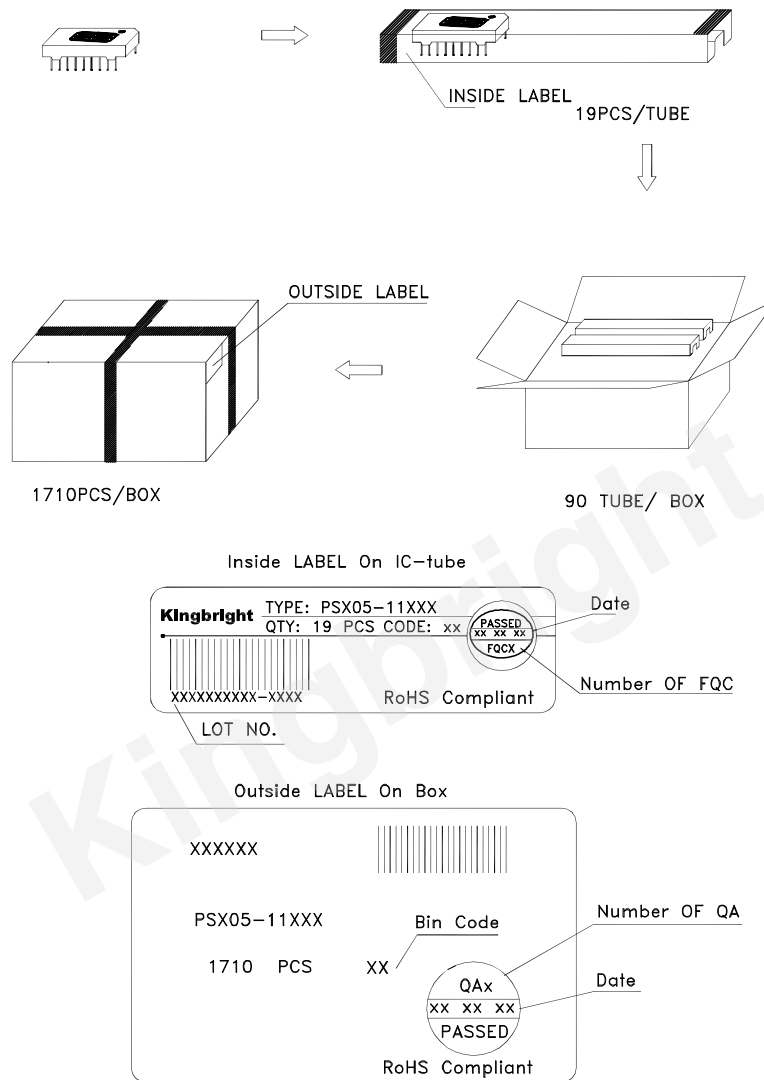 INSIDE LABEL
19PCS/TUBE
OUTSIDE LABEL
1710PCS/BOX
90 TUBE/ BOX
Inside LABEL On IC-tube
Kingbright
TYPE: PSX05-11XXX
QTY: 19 PCS CODE: xx
PASSED
xx xx xx
FQCX
Date
Number OF FQC
XXXXXXXXXX-XXXX
RoHS Compliant
LOT NO.
Outside LABEL On Box
XXXXXX
PSX05-11XXX
Bin Code
Number OF QA
1710 PCS
XX
QAx
xx xx xx
PASSED
Date
RoHS Compliant
Kingbright